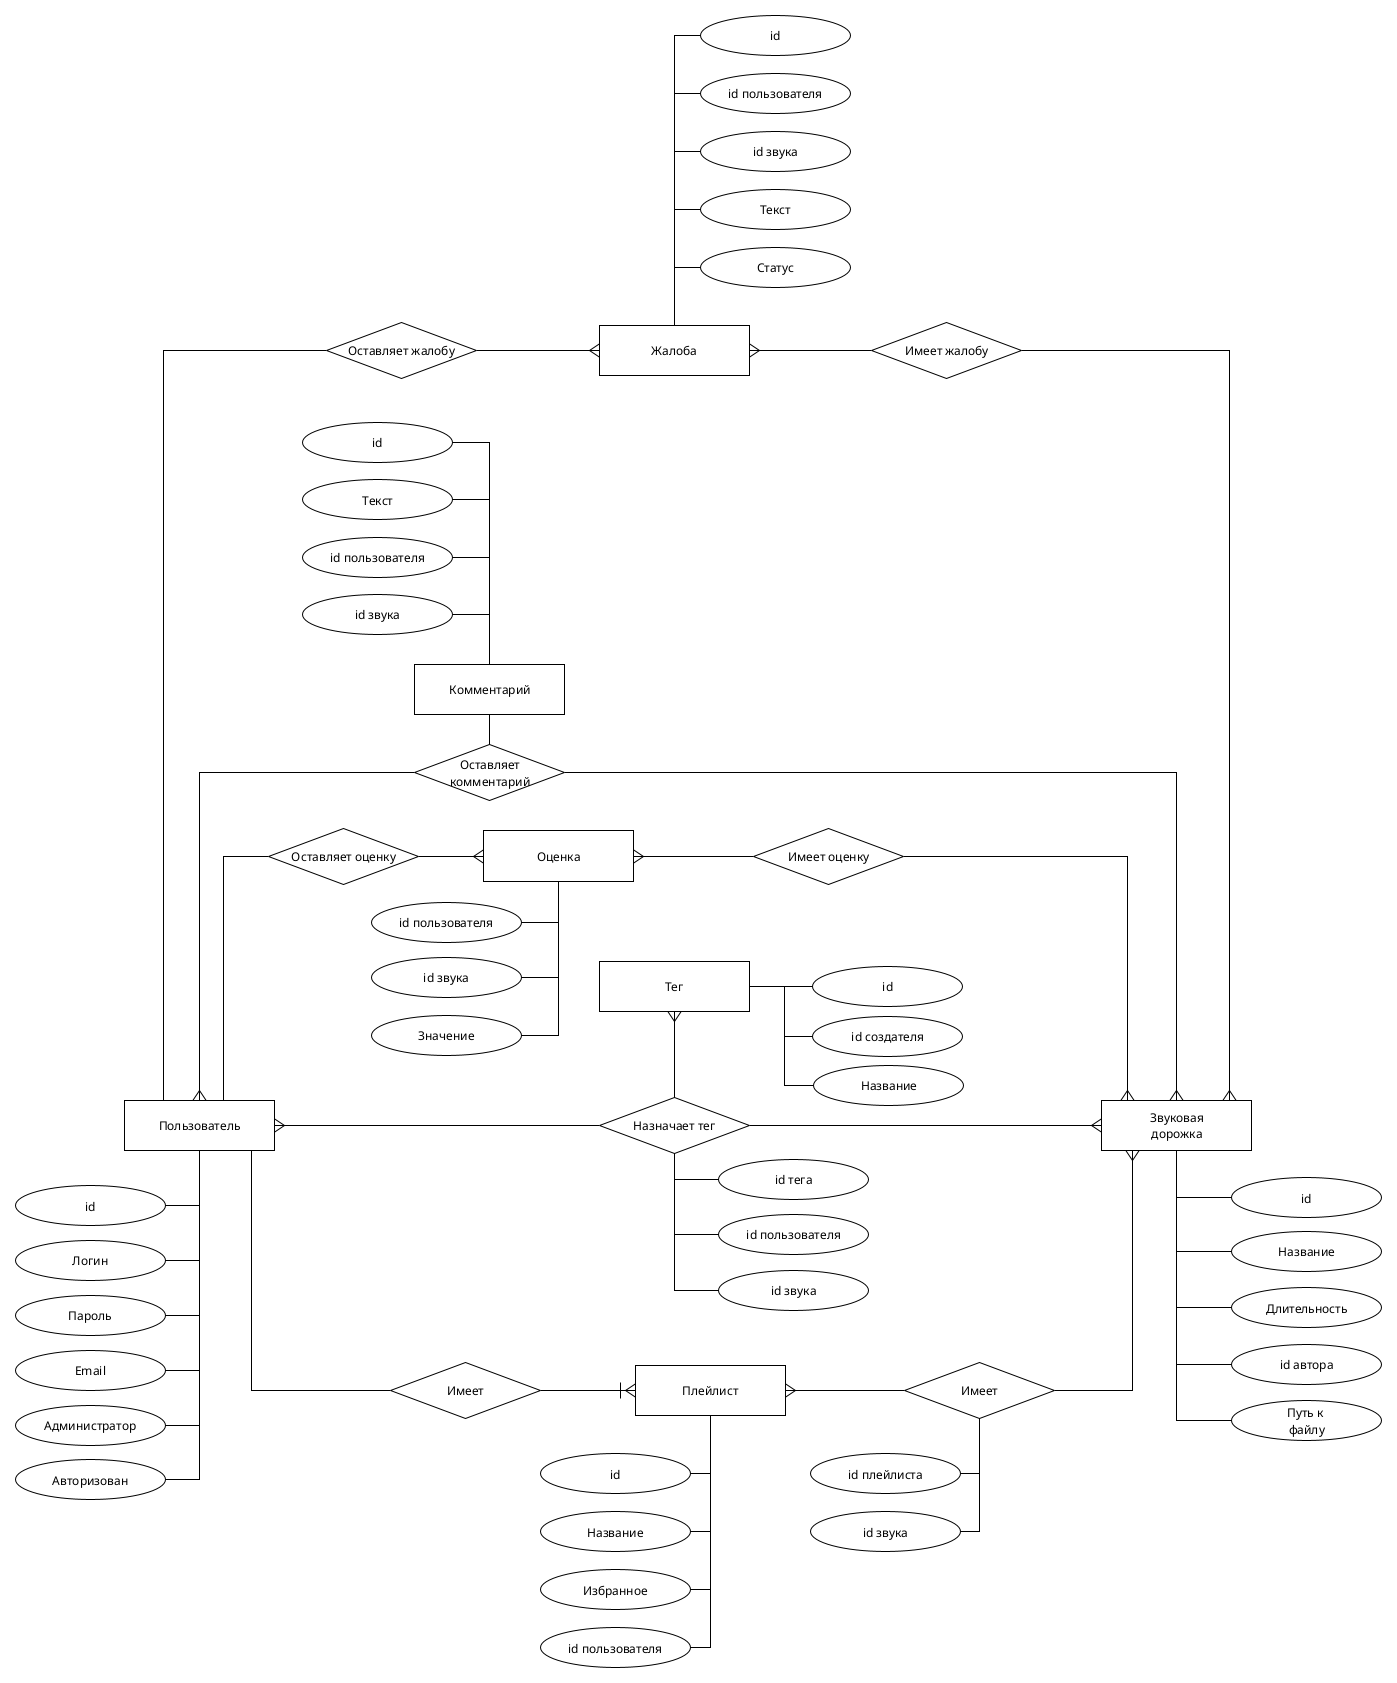 id
id пользователя
id звука
Текст
Статус
Оставляет жалобу
Жалоба
Имеет жалобу
id
Текст
id пользователя
id звука
Комментарий
Оставляет
комментарий
Оставляет оценку
Оценка
Имеет оценку
id пользователя
id звука
Значение
Тег
id
id создателя
Название
Пользователь
Назначает тег
Звуковая
дорожка
id
Логин
Пароль
Email
Администратор
Авторизован
id тега
id пользователя
id звука
id
Название
Длительность
id автора
Путь к
файлу
Имеет
Плейлист
Имеет
id
Название
Избранное
id пользователя
id плейлиста
id звука